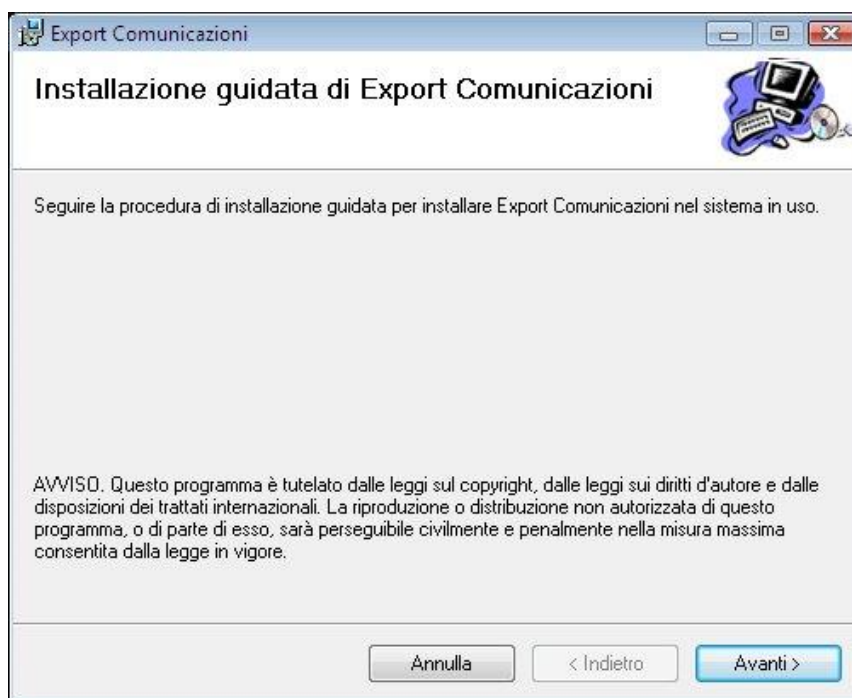 Export Comunicazioni
Installazione guidata di Export Comunicazioni
Seguire la procedura di installazione guidata per installare Export Comunicazioni nel sistema in uso.
AVVISO. Questo programma è tutelato dalle leggi sul copyright, dalle leggi sui diritti d'autore e dalle
disposizioni dei trattati internazionali. La riproduzione o distribuzione non autorizzata di questo
programma, o di parte di esso, sarà perseguibile civilmente e penalmente nella misura massima
consentita dalla legge in vigore.
Annulla
< Indietro
Avanti >